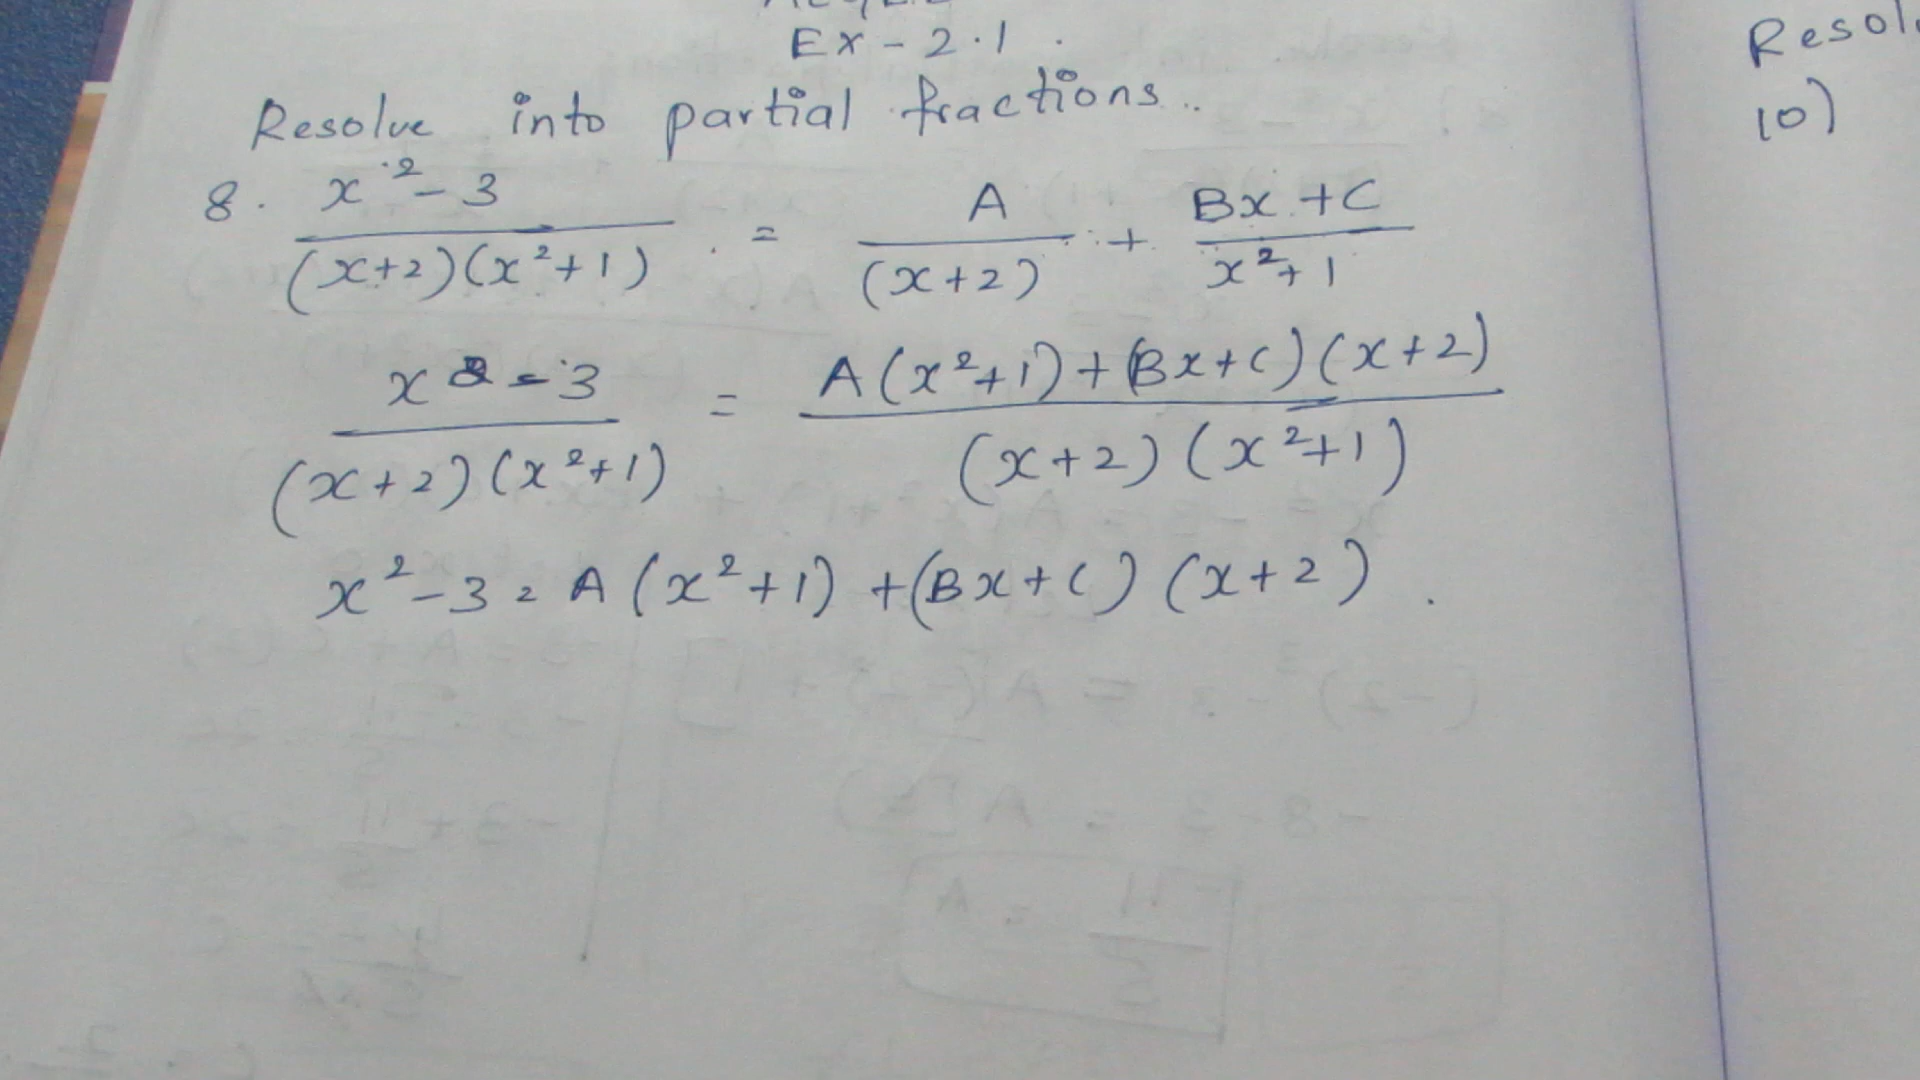 Ex - 2.1.
Resolve into partial fractions..
8. x²-3 / (x+2)(x²+1) = A / (x+2) + Bx+C / x²+1
x2-3 / (x+2)(x²+1) = A(x²+1)+(Bx+C)(x+2) / (x+2)(x²+1)
x²-3 = A(x²+1)+(Bx+C)(x+2).
10)